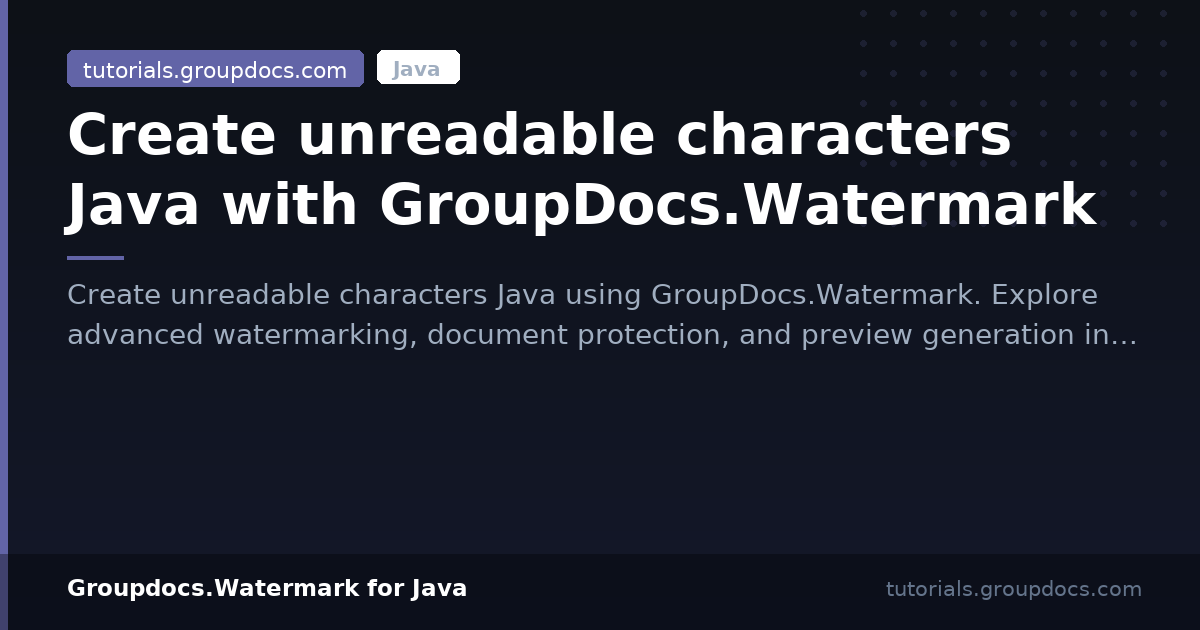 tutorials.groupdocs.com
Java
Create unreadable characters
Java with GroupDocs.Watermark
Create unreadable characters Java using GroupDocs.Watermark. Explore
advanced watermarking, document protection, and preview generation in…
Groupdocs.Watermark for Java
tutorials.groupdocs.com